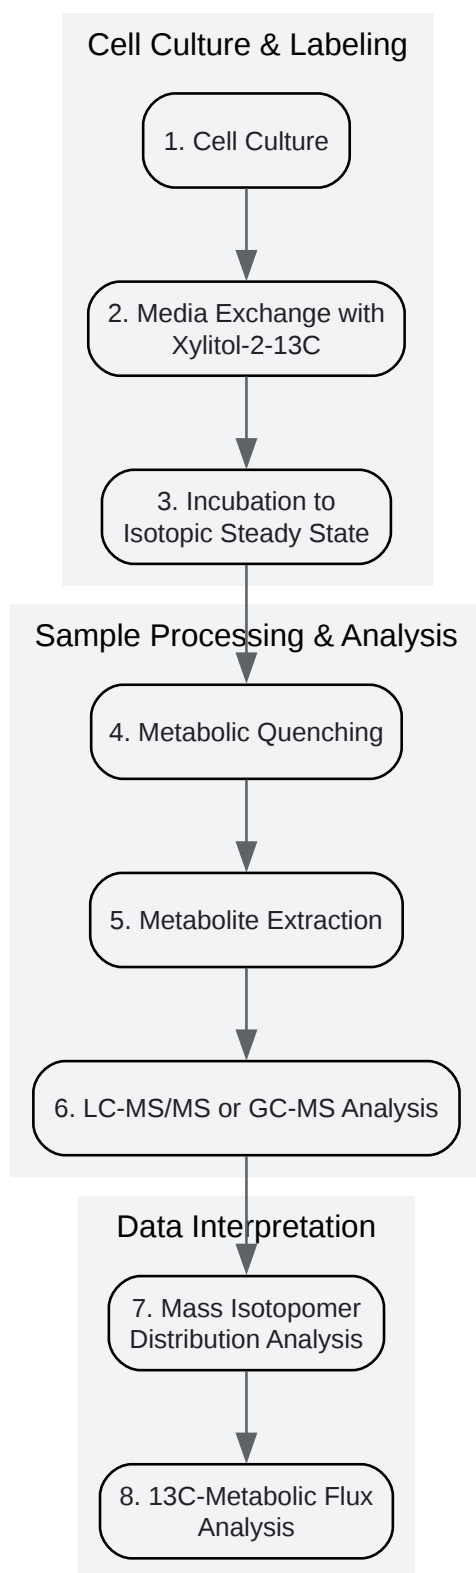 Cell Culture & Labeling
1. Cell Culture
2. Media Exchange with
Xylitol-2-13C
3. Incubation to
Isotopic Steady State
Sample Processing & Analysis
4. Metabolic Quenching
5. Metabolite Extraction
6. LC-MS/MS or GC-MS Analysis
Data Interpretation
7. Mass Isotopomer
Distribution Analysis
8. 13C-Metabolic Flux
Analysis